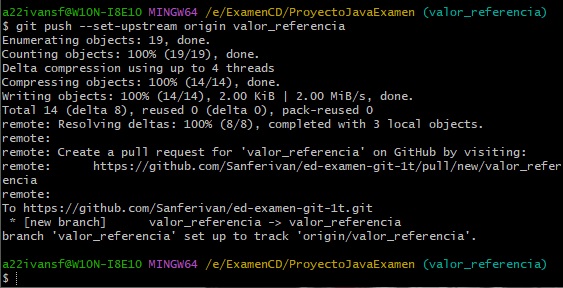 a22ivansf@W10N-I8E10 MINGW64 /e/ExamenCD/ProyectoJavaExamen (valor_referencia)
$ git push --set-upstream origin valor_referencia
Enumerating objects: 19, done.
Counting objects: 100% (19/19), done.
Delta compression using up to 4 threads
Compressing objects: 100% (14/14), done.
Writing objects: 100% (14/14), 2.00 KiB | 2.00 MiB/s, done.
Total 14 (delta 8), reused 0 (delta 0), pack-reused 0
remote: Resolving deltas: 100% (8/8), completed with 3 local objects.
remote:
remote: Create a pull request for 'valor_referencia' on GitHub by visiting:
remote:      https://github.com/Sanferivan/ed-examen-git-1t/pull/new/valor_refer
encia
remote:
To https://github.com/Sanferivan/ed-examen-git-1t.git
 * [new branch]      valor_referencia -> valor_referencia
branch 'valor_referencia' set up to track 'origin/valor_referencia'.
a22ivansf@W10N-I8E10 MINGW64 /e/ExamenCD/ProyectoJavaExamen (valor_referencia)
$